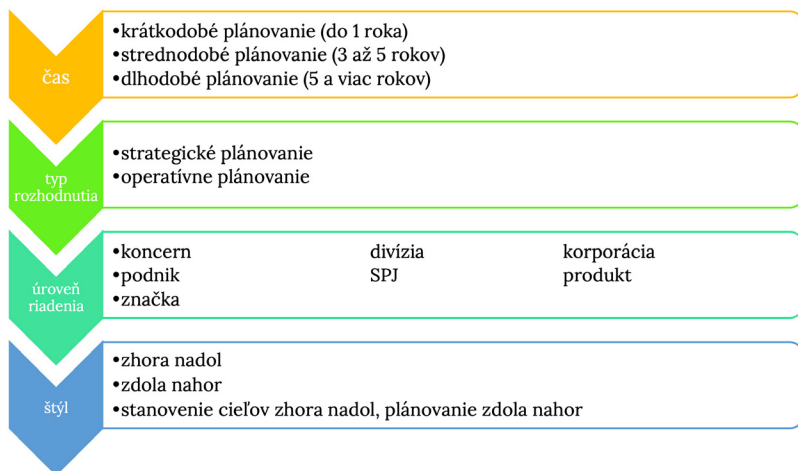 čas
•krátkodobé plánovanie (do 1 roka)
•strednodobé plánovanie (3 až 5 rokov)
•dlhodobé plánovanie (5 a viac rokov)
typ
rozhodnutia
•strategické plánovanie
•operatívne plánovanie
úroveň
riadenia
•koncern divízia korporácia
•podnik SPJ produkt
•značka
štýl
•zhora nadol
•zdola nahor
•stanovenie cieľov zhora nadol, plánovanie zdola nahor